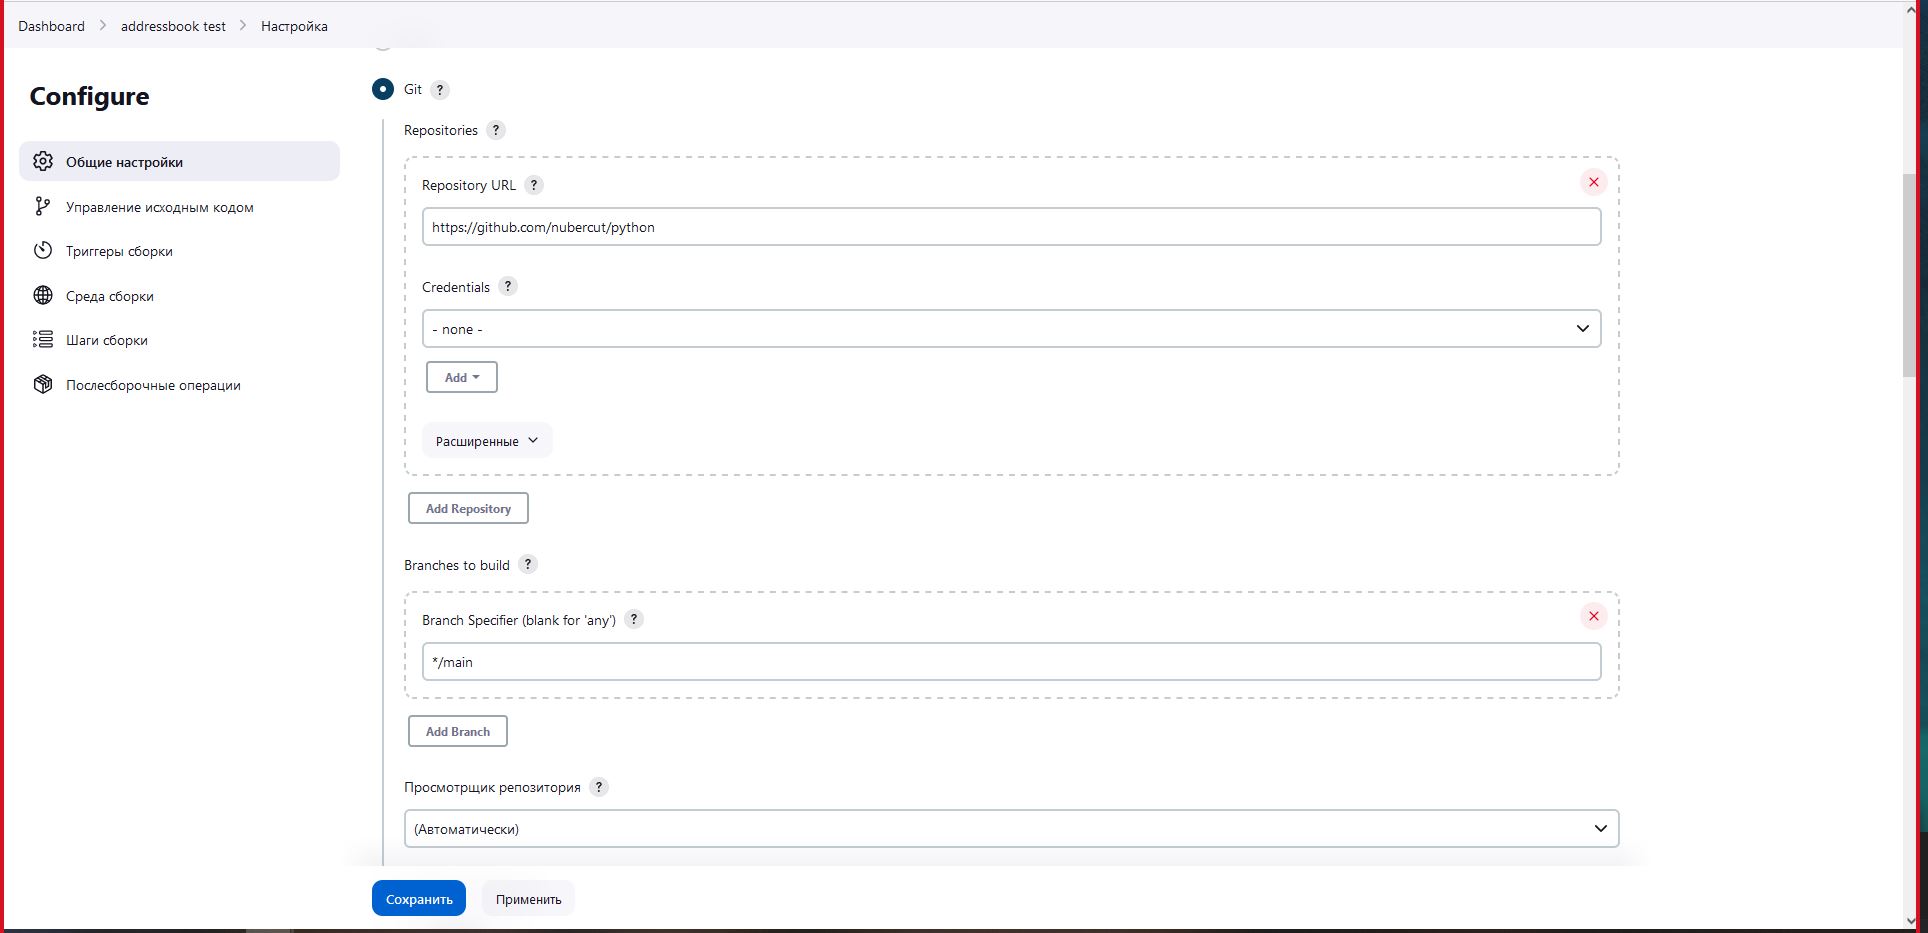 Dashboard > addressbook test > Настройка
Configure
Общие настройки
Управление исходным кодом
Триггеры сборки
Среда сборки
Шаги сборки
Послесборочные операции
Git ?
Repositories ?
Repository URL ?
https://github.com/nubercut/python
Credentials ?
- none -
Add
Расширенные
Add Repository
Branches to build ?
Branch Specifier (blank for 'any') ?
*/main
Add Branch
Просмотрщик репозитория ?
(Автоматически)
Сохранить
Применить